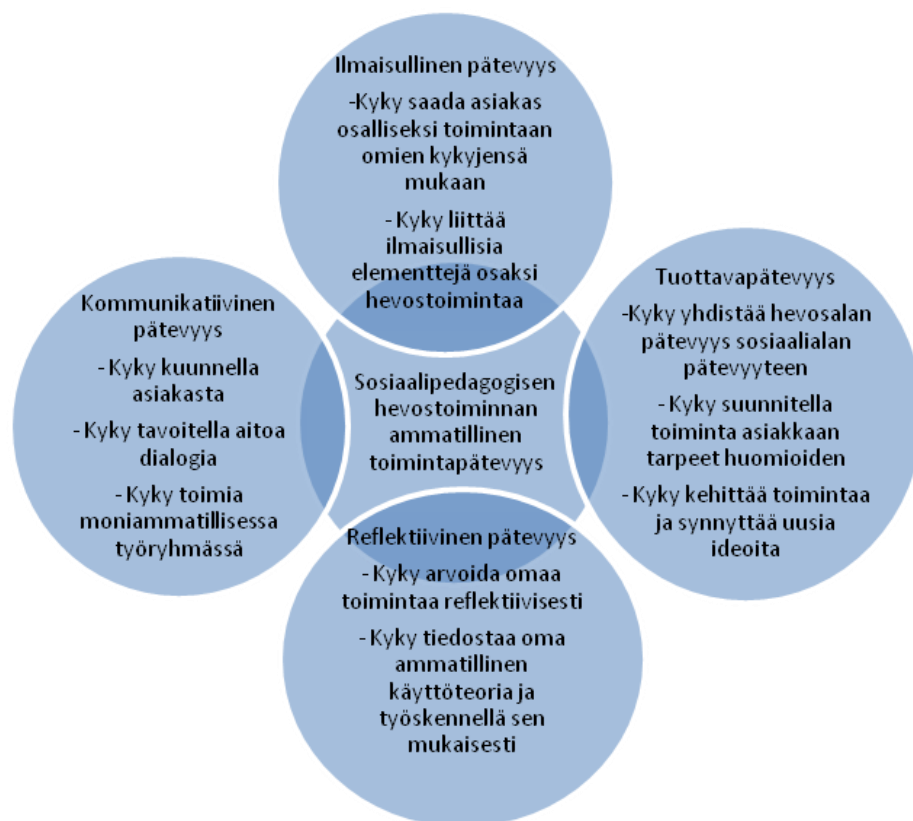 Ilmaisullinen pätevyys
-Kyky saada asiakas
osalliseksi toimintaan
omien kykyjensä
mukaan
- Kyky liittää
ilmaisullisia
elementtejä osaksi
hevostoimintaa
Kommunikatiivinen
pätevyys
- Kyky kuunnella
asiakasta
- Kyky tavoitella aitoa
dialogia
- Kyky toimia
moniammatillisessa
työryhmässä
Sosiaalipedagogisen
hevostoiminnan
ammatillinen
toimintapätevyys
Tuottavapätevyys
-Kyky yhdistää hevosalan
pätevyys sosiaalialan
pätevyyteen
- Kyky suunnitella
toiminta asiakkaan
tarpeet huomioiden
- Kyky kehittää toimintaa
ja synnyttää uusia
ideoita
Reflektiivinen pätevyys
- Kyky arvoida omaa
toimintaa reflektiivisesti
- Kyky tiedostaa oma
ammatillinen
käyttöteoria ja
työskennellä sen
mukaisesti